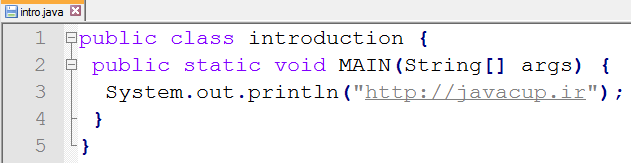 intro.java
1 public class introduction {
2 public static void MAIN(String[] args) {
3 System.out.println("http://javacup.ir");
4 }
5 }